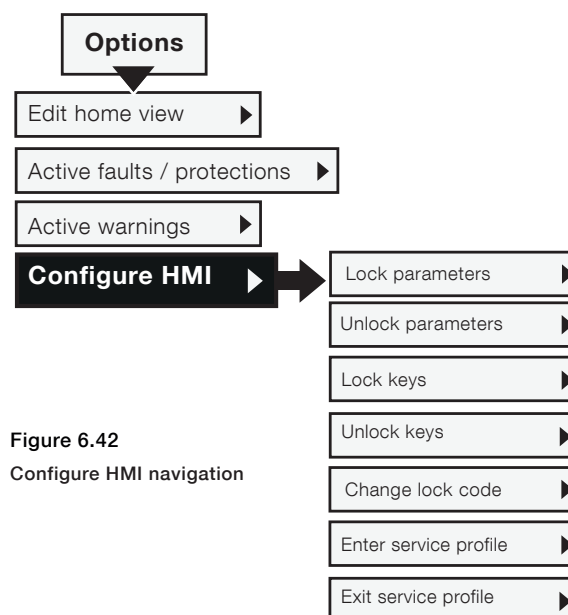 Options
Edit home view
Active faults / protections
Active warnings
Configure HMI
Lock parameters
Unlock parameters
Lock keys
Unlock keys
Change lock code
Enter service profile
Exit service profile
Figure 6.42
Configure HMI navigation